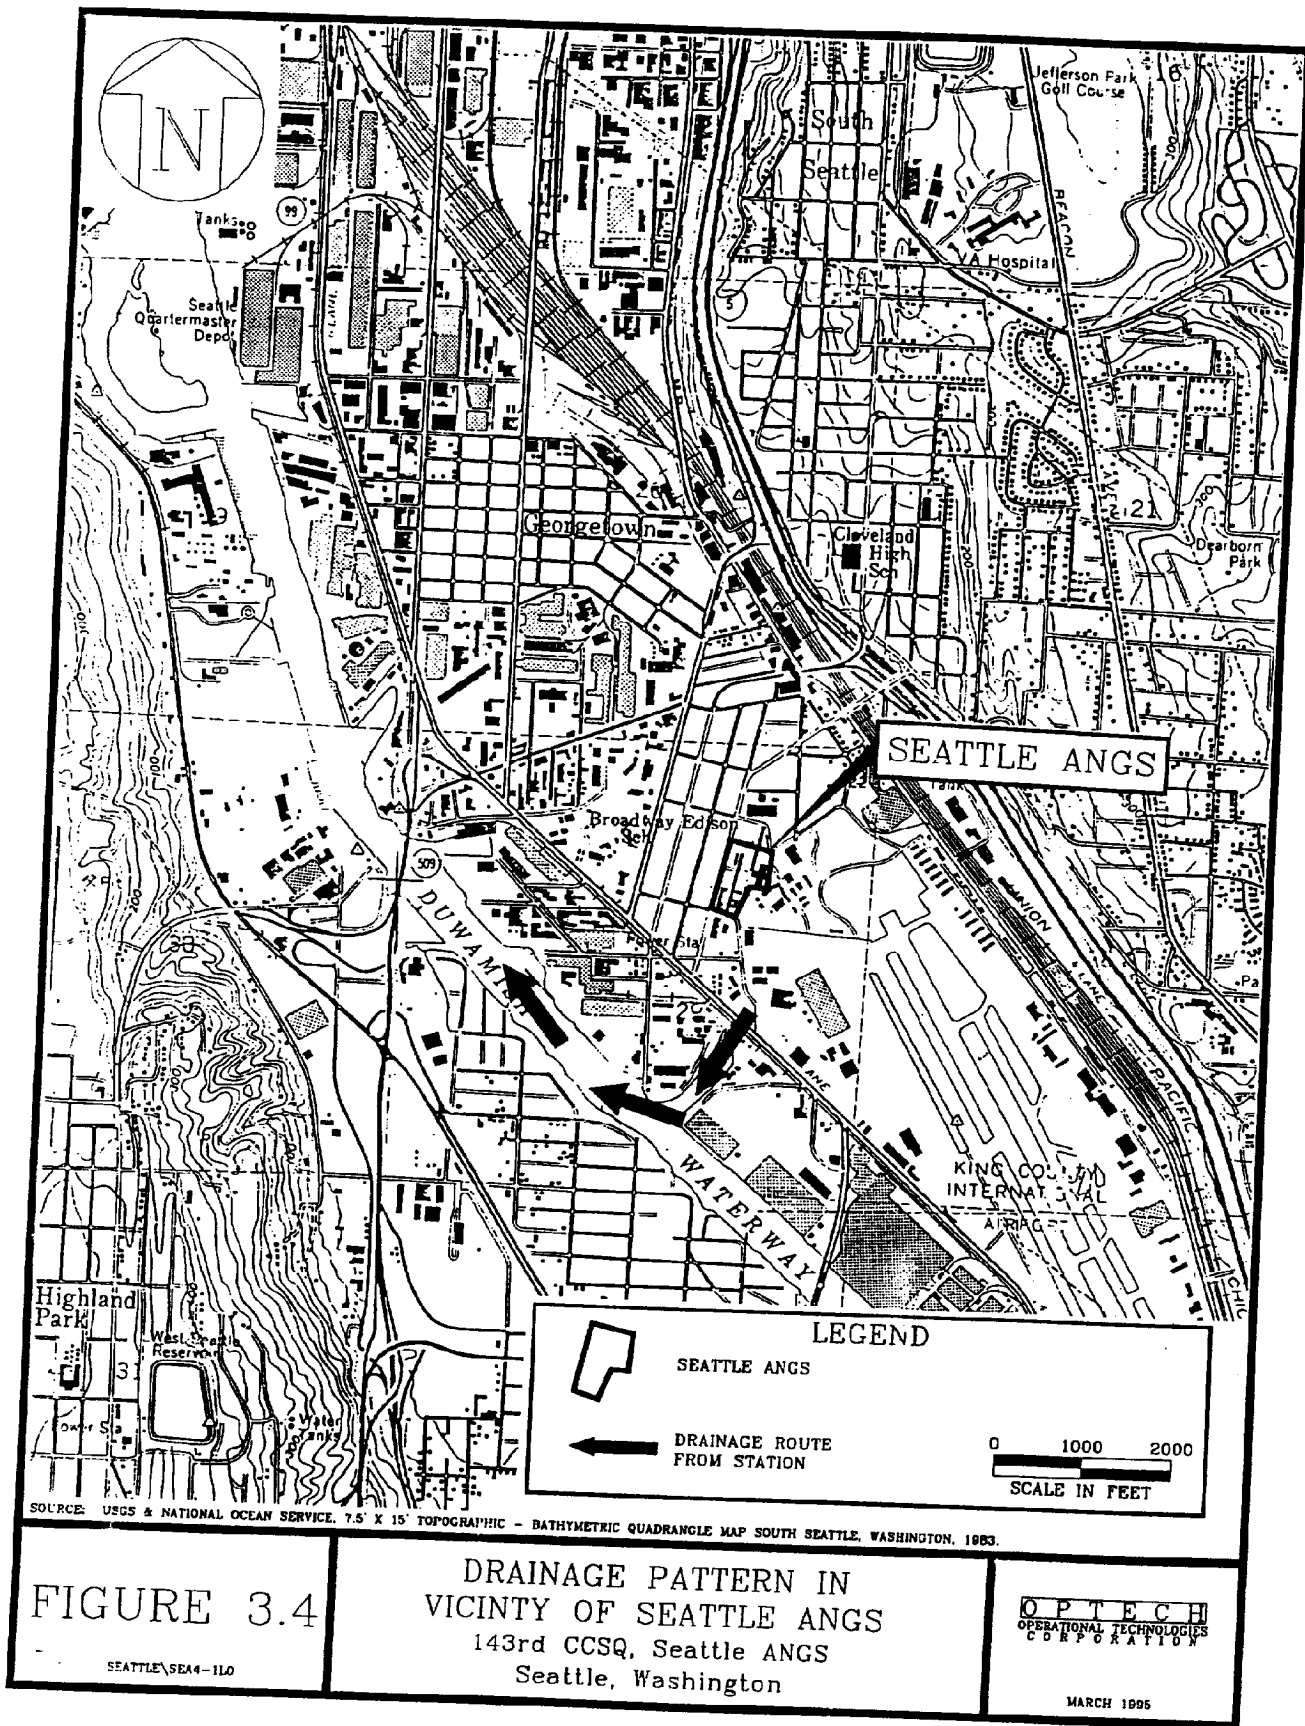 N
Jefferson Park
Golf Course
South
Seattle
BEACON
VA Hospital
99
Tanks
Seattle
Quartermaster
Depot
5
Georgetown
Cleveland
High
Sch
21
Dearborn
Park
SEATTLE ANGS
Broadway Edison
Sch
509
DUWAMISH
Power Sta
UNION
PACIFIC
LANE
WATERWAY
KING COUNTY
INTERNATIONAL
Highland
Park
West Seattle
Reservoir
31
Water
Tanks
LEGEND
SEATTLE ANGS
DRAINAGE ROUTE
FROM STATION
0 1000 2000
SCALE IN FEET
SOURCE: USGS & NATIONAL OCEAN SERVICE, 7.5' X 15' TOPOGRAPHIC - BATHYMETRIC QUADRANGLE MAP SOUTH SEATTLE, WASHINGTON, 1983.
FIGURE 3.4
SEATTLE\SEA4-1L0
DRAINAGE PATTERN IN
VICINTY OF SEATTLE ANGS
143rd CCSQ, Seattle ANGS
Seattle, Washington
OPTECH
OPERATIONAL TECHNOLOGIES
CORPORATION
MARCH 1995